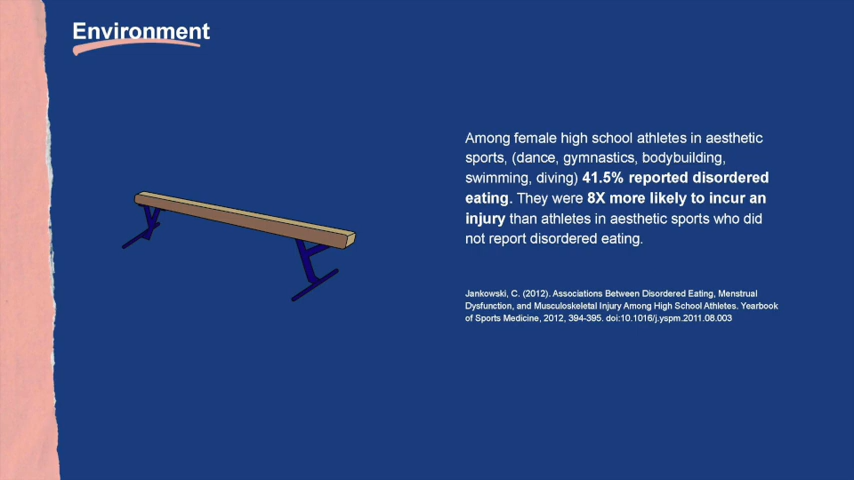 Environment
Among female high school athletes in aesthetic
sports, (dance, gymnastics, bodybuilding,
swimming, diving) 41.5% reported disordered
eating. They were 8X more likely to incur an
injury than athletes in aesthetic sports who did
not report disordered eating.
Jankowski, C. (2012). Associations Between Disordered Eating, Menstrual
Dysfunction, and Musculoskeletal Injury Among High School Athletes. Yearbook
of Sports Medicine, 2012, 394-395. doi:10.1016/j.yspm.2011.08.003